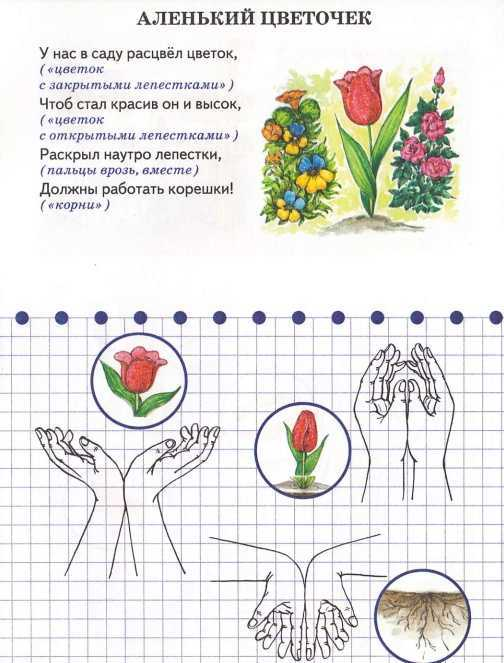 АЛЕНЬКИЙ ЦВЕТОЧЕК
У нас в саду расцвёл цветок,
(«цветок
с закрытыми лепестками»)
Чтоб стал красив он и высок,
(«цветок
с открытыми лепестками»)
Раскрыл наутро лепестки,
(пальцы врозь, вместе)
Должны работать корешки!
(«корни»)